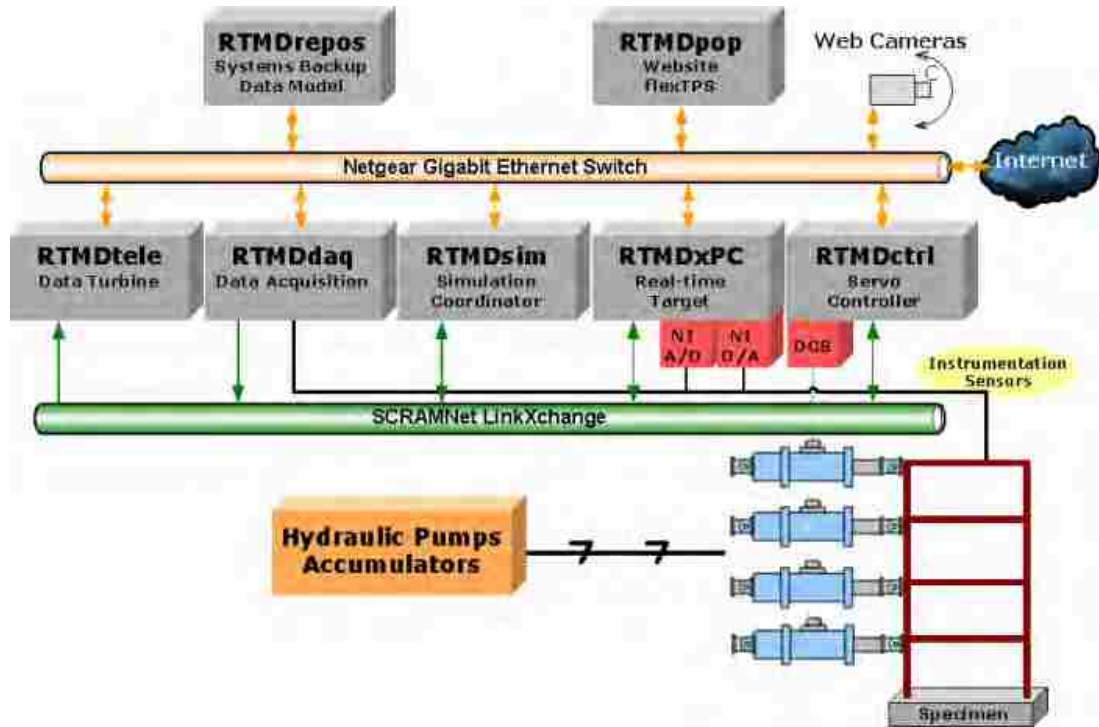 RTMDrepos
Systems Backup
Data Model
RTMDpop
Website
flexTPS
Web Cameras
Netgear Gigabit Ethernet Switch
Internet
RTMDtele
Data Turbine
RTMDdaq
Data Acquisition
RTMDsim
Simulation
Coordinator
RTMDxPC
Real-time
Target
RTMDctrl
Servo
Controller
NI
A/D
NI
D/A
Instrumentation
Sensors
SCRAMNet LinkXchange
Hydraulic Pumps
Accumulators
Specimen